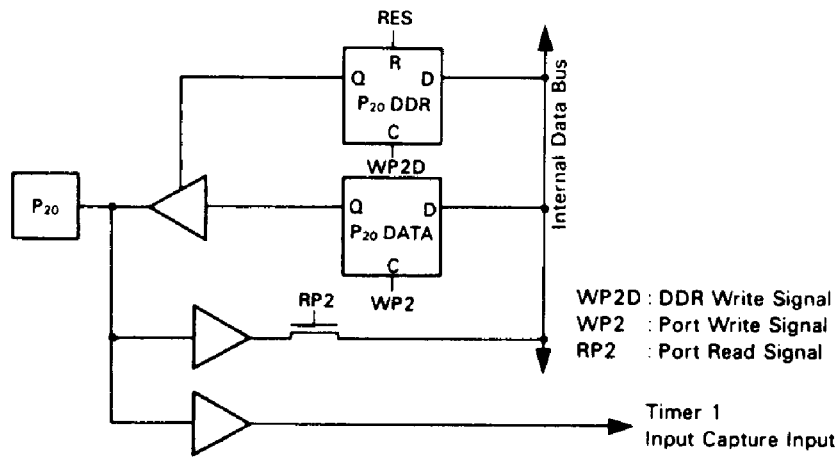 RES
R
Q D
P₂₀ DDR
C
WP2D
P₂₀
Q D
P₂₀ DATA
C
WP2
RP2
Internal Data Bus
WP2D : DDR Write Signal
WP2 : Port Write Signal
RP2 : Port Read Signal
Timer 1
Input Capture Input